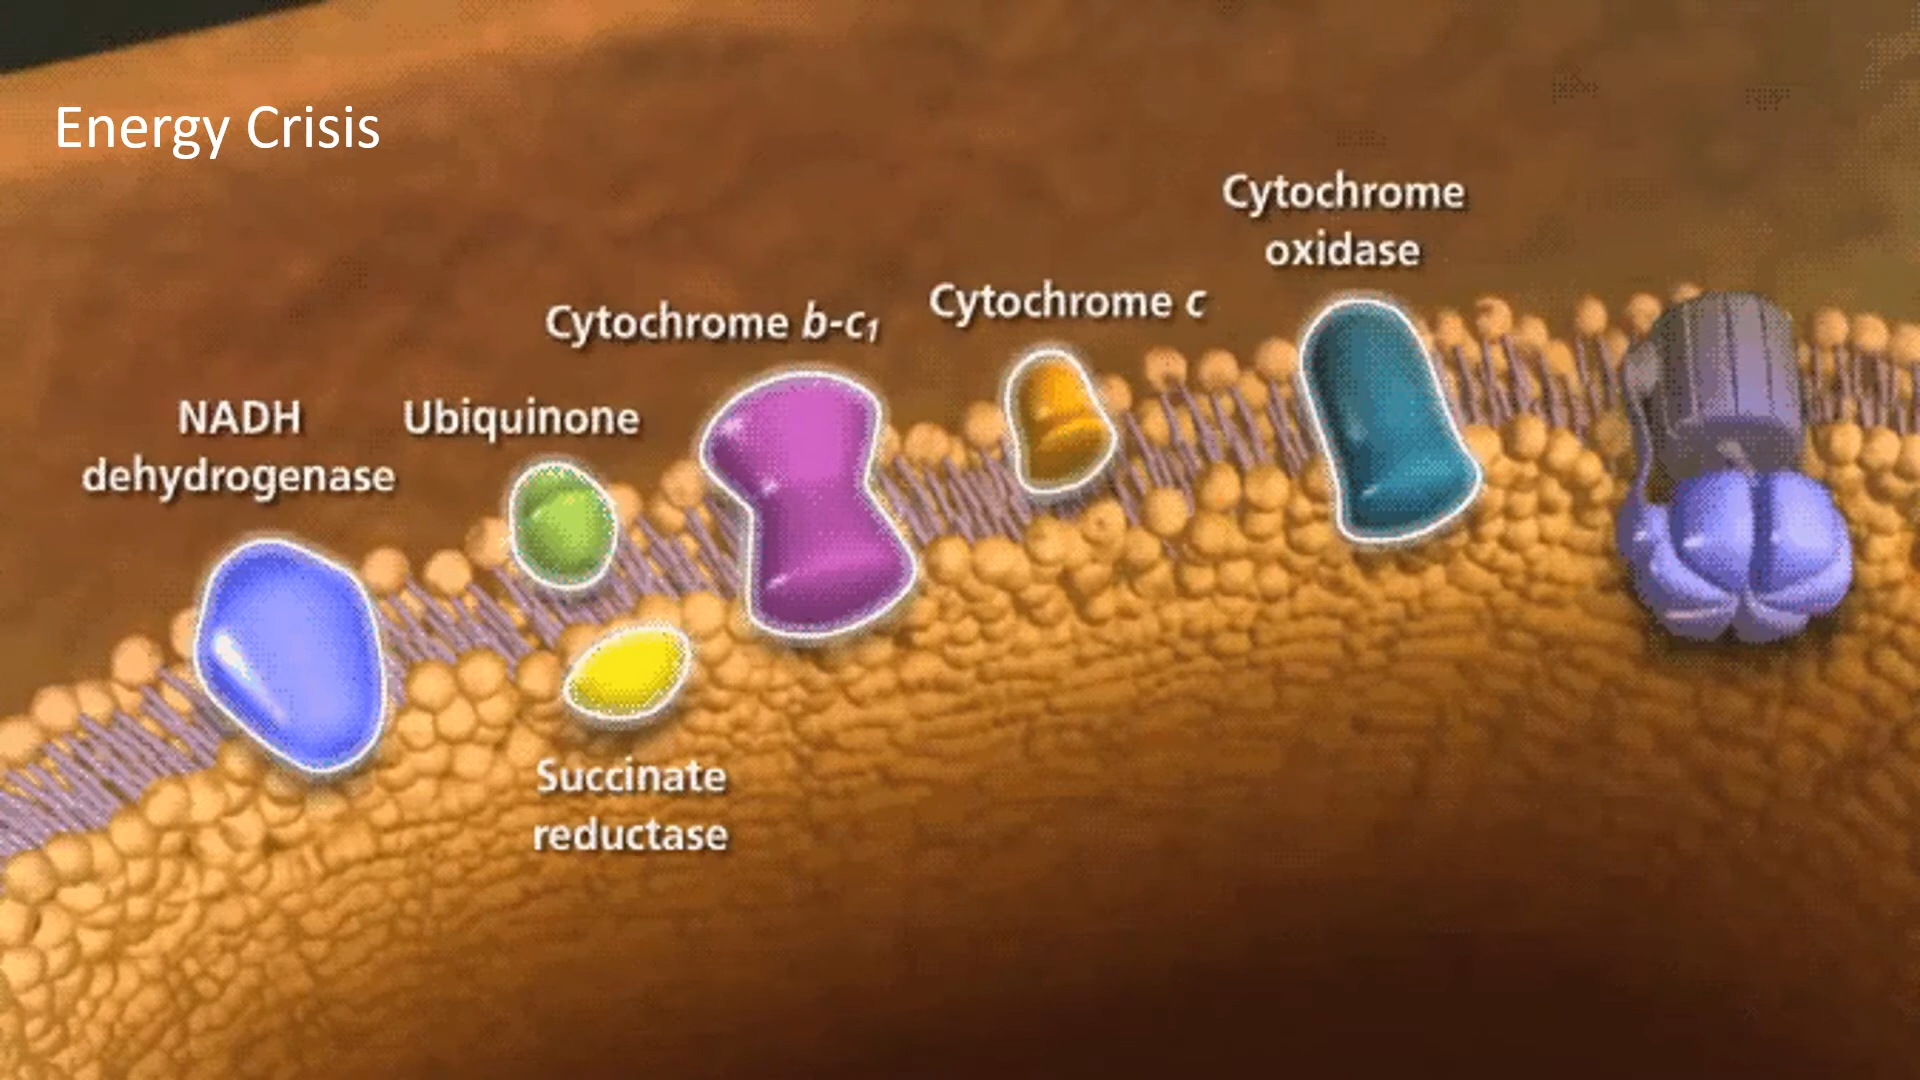 Energy Crisis
Cytochrome
oxidase
Cytochrome b-c₁
Cytochrome c
NADH
dehydrogenase
Ubiquinone
Succinate
reductase